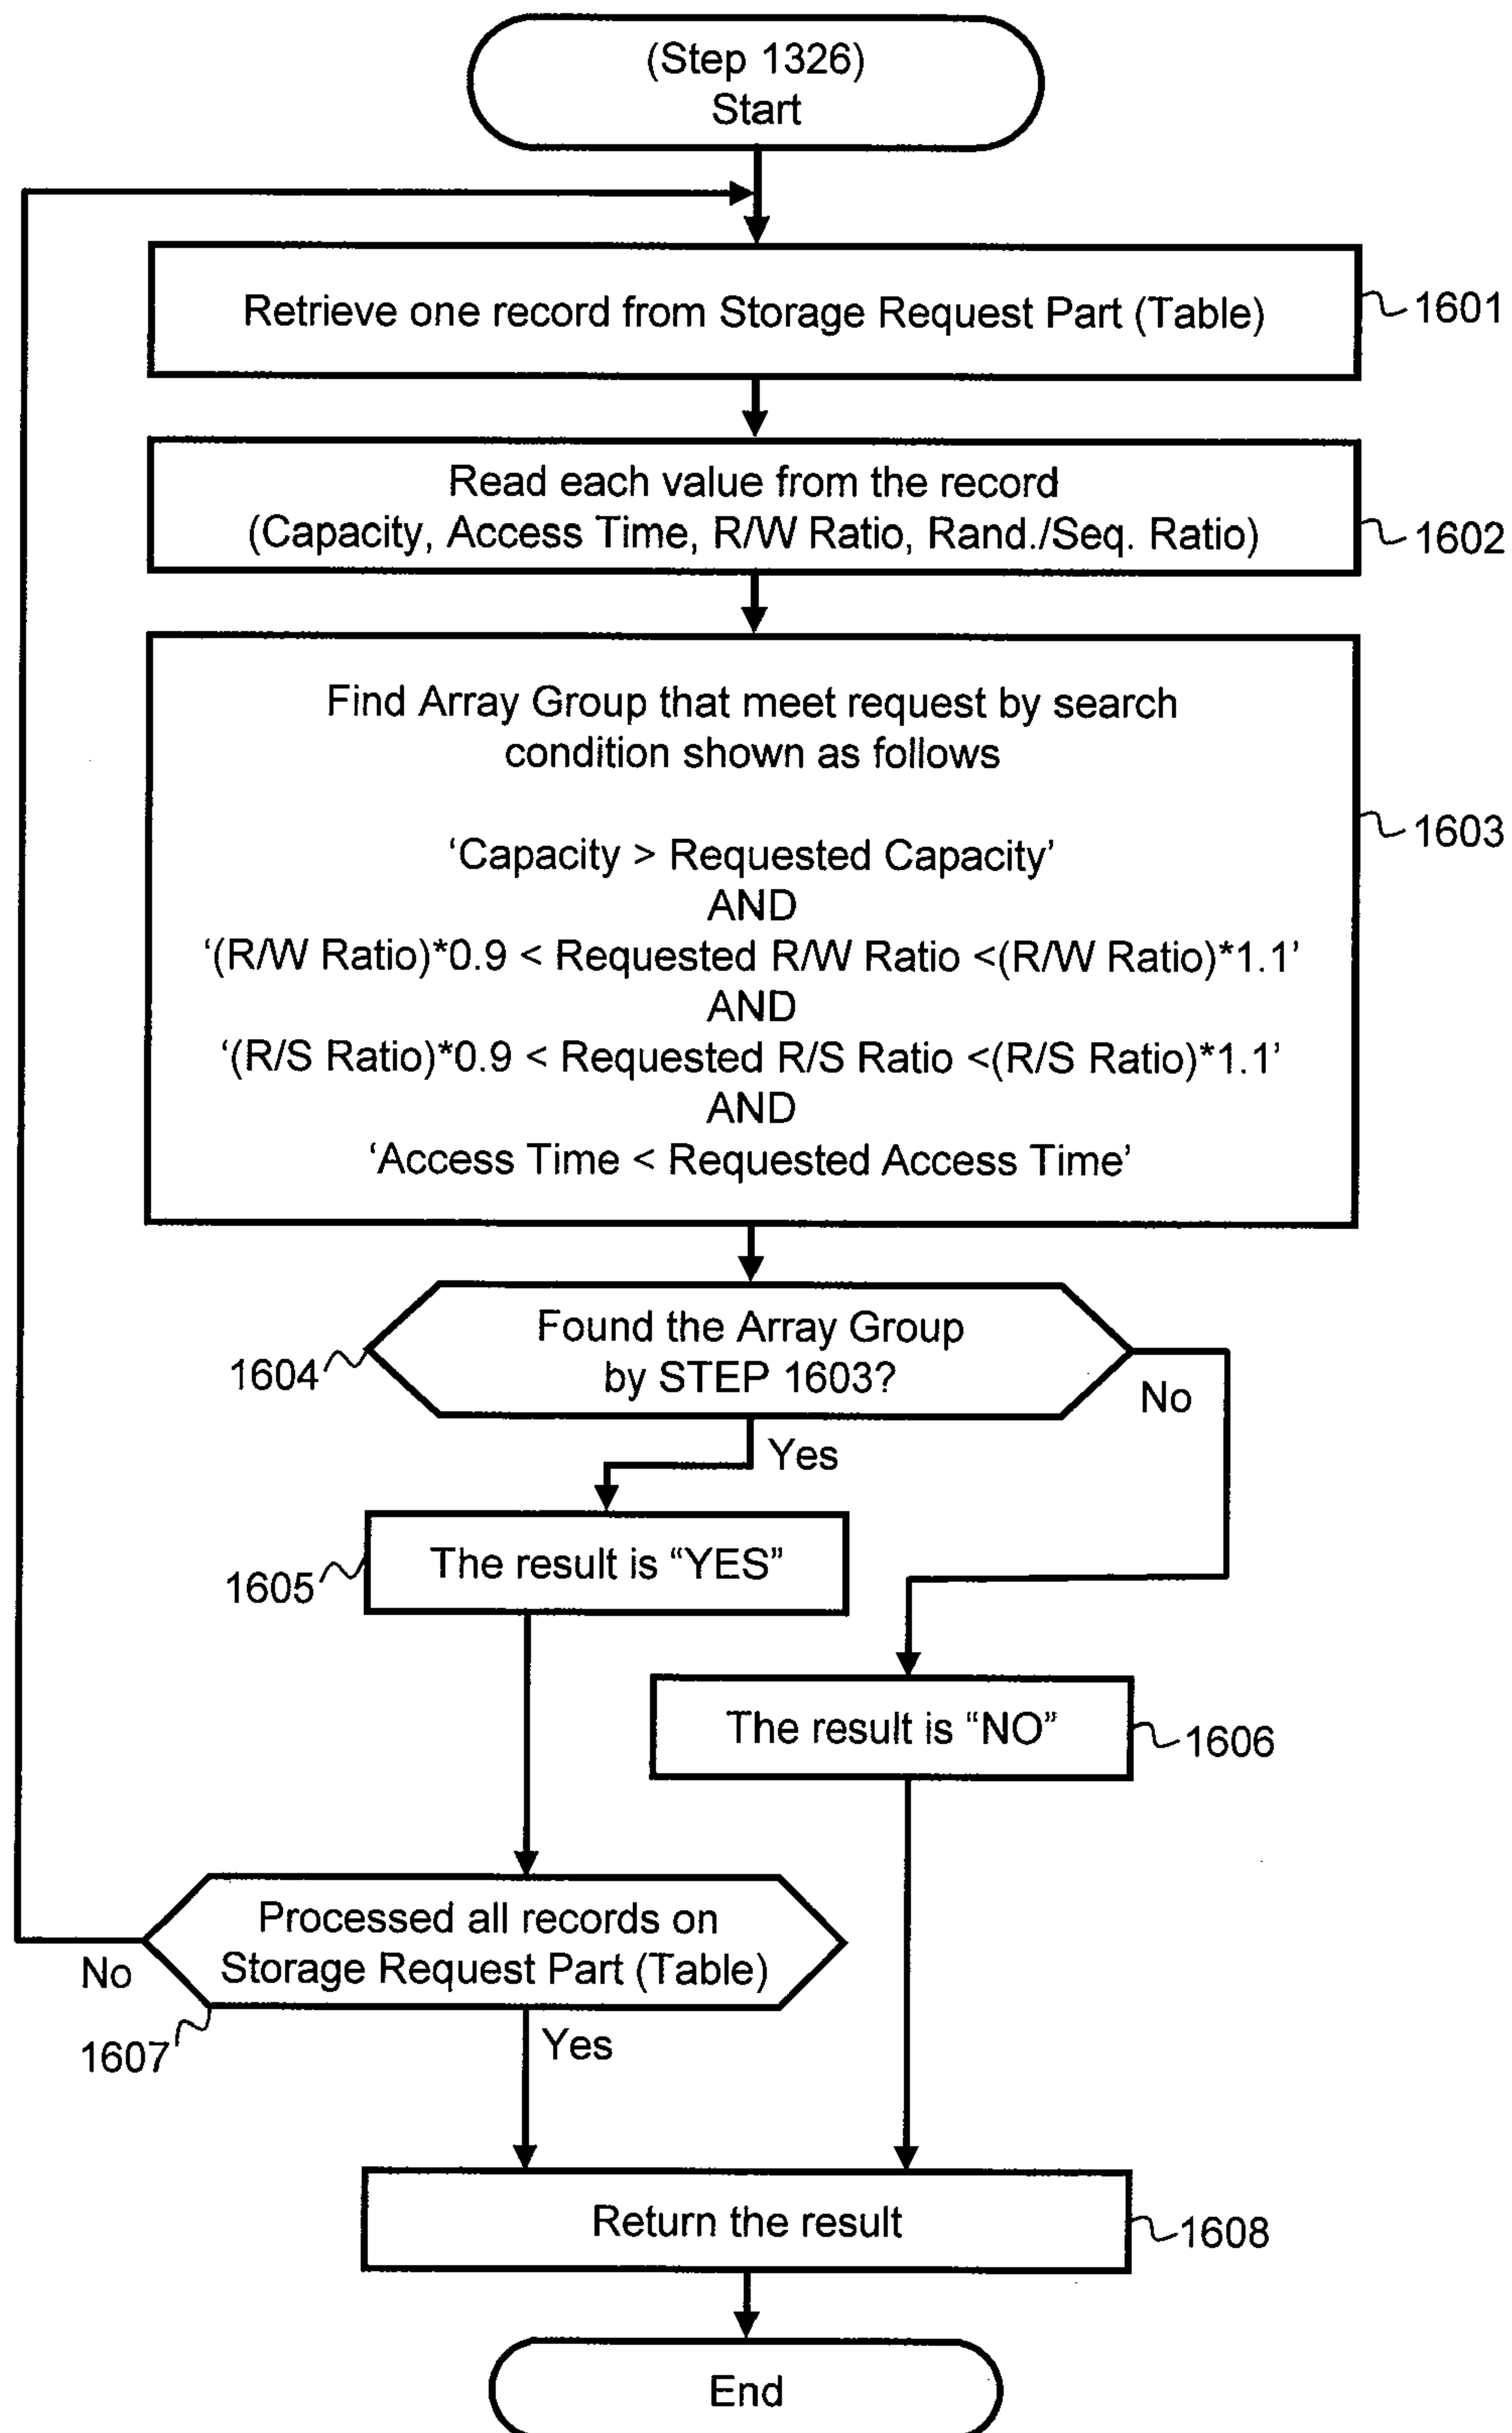 (Step 1326)
Start
Retrieve one record from Storage Request Part (Table)
1601
Read each value from the record
(Capacity, Access Time, R/W Ratio, Rand./Seq. Ratio)
1602
Find Array Group that meet request by search
condition shown as follows
‘Capacity > Requested Capacity’
AND
‘(R/W Ratio)*0.9 < Requested R/W Ratio <(R/W Ratio)*1.1’
AND
‘(R/S Ratio)*0.9 < Requested R/S Ratio <(R/S Ratio)*1.1’
AND
‘Access Time < Requested Access Time’
1603
Found the Array Group
by STEP 1603?
1604
No
Yes
The result is “YES”
1605
The result is “NO”
1606
Processed all records on
Storage Request Part (Table)
No
1607
Yes
Return the result
1608
End